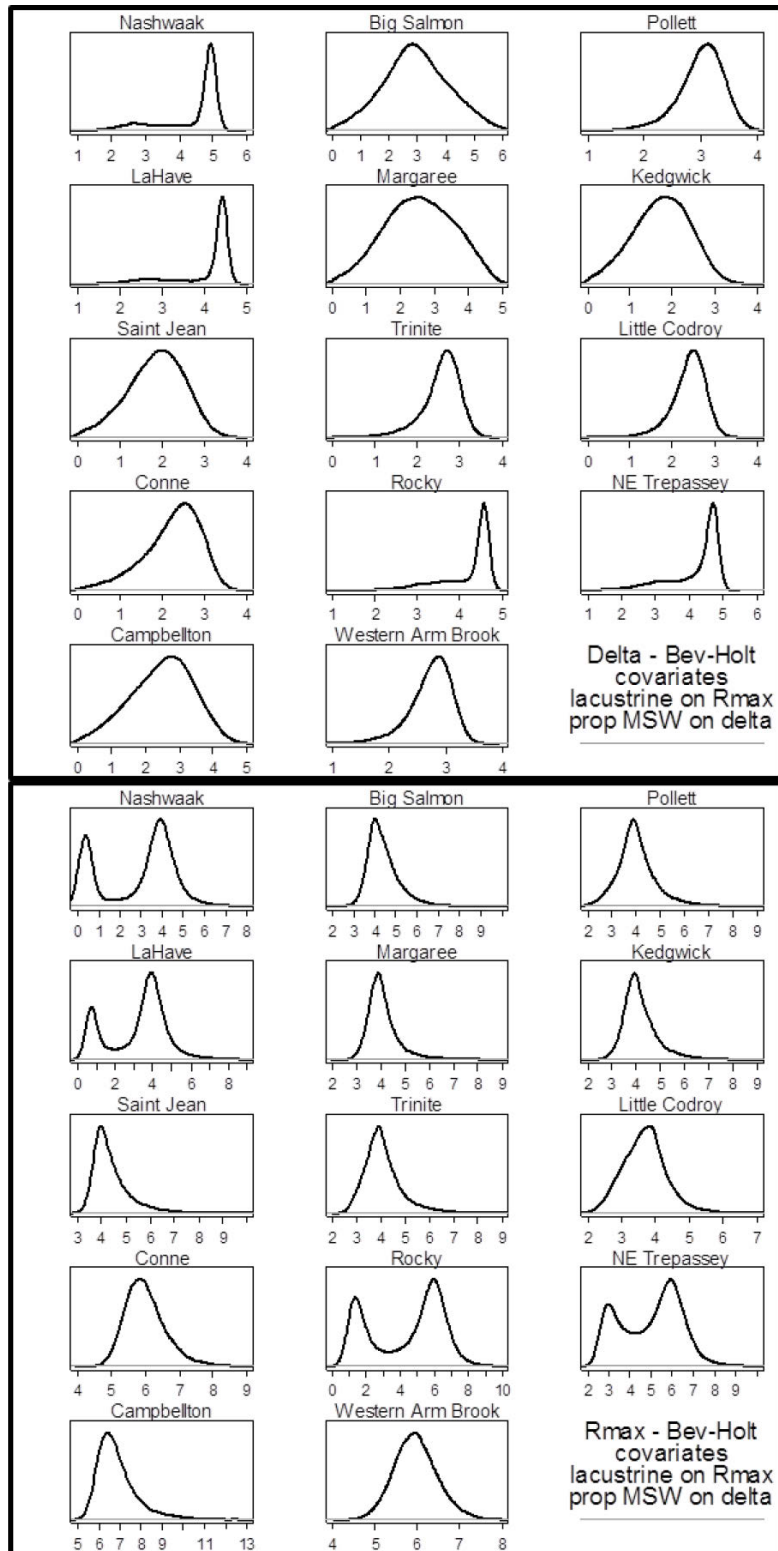 Nashwaak Big Salmon Pollett
1 2 3 4 5 6 0 1 2 3 4 5 6 1 2 3 4
LaHave Margaree Kedgwick
1 2 3 4 5 0 1 2 3 4 5 0 1 2 3 4
Saint Jean Trinite Little Codroy
0 1 2 3 4 0 1 2 3 4 0 1 2 3 4
Conne Rocky NE Trepassey
0 1 2 3 4 1 2 3 4 5 1 2 3 4 5 6
Campbellton Western Arm Brook
Delta - Bev-Holt
covariates
lacustrine on Rmax
prop MSW on delta
0 1 2 3 4 5 1 2 3 4
Nashwaak Big Salmon Pollett
0 1 2 3 4 5 6 7 8 2 3 4 5 6 7 8 9 2 3 4 5 6 7 8 9
LaHave Margaree Kedgwick
0 2 4 6 8 2 3 4 5 6 7 8 9 2 3 4 5 6 7 8 9
Saint Jean Trinite Little Codroy
3 4 5 6 7 8 9 2 3 4 5 6 7 8 9 2 3 4 5 6 7
Conne Rocky NE Trepassey
4 5 6 7 8 9 0 2 4 6 8 10 2 3 4 5 6 7 8 9
Campbellton Western Arm Brook
Rmax - Bev-Holt
covariates
lacustrine on Rmax
prop MSW on delta
5 6 7 8 9 11 13 4 5 6 7 8